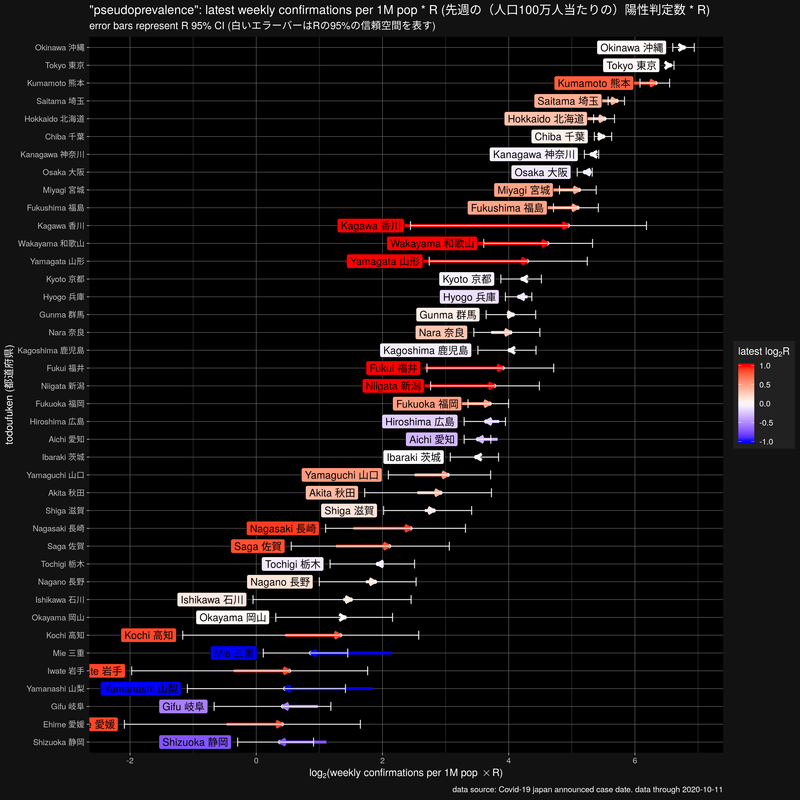 "pseudoprevalence": latest weekly confirmations per 1M pop * R (先週の（人口100万人当たりの）陽性判定数 * R)
error bars represent R 95% CI (白いエラーバーはRの95%の信頼空間を表す)
todoufuken (都道府県)
Okinawa 沖縄 Okinawa 沖縄
Tokyo 東京 Tokyo 東京
Kumamoto 熊本 Kumamoto 熊本
Saitama 埼玉 Saitama 埼玉
Hokkaido 北海道 Hokkaido 北海道
Chiba 千葉 Chiba 千葉
Kanagawa 神奈川 Kanagawa 神奈川
Osaka 大阪 Osaka 大阪
Miyagi 宮城 Miyagi 宮城
Fukushima 福島 Fukushima 福島
Kagawa 香川 Kagawa 香川
Wakayama 和歌山 Wakayama 和歌山
Yamagata 山形 Yamagata 山形
Kyoto 京都 Kyoto 京都
Hyogo 兵庫 Hyogo 兵庫
Gunma 群馬 Gunma 群馬
Nara 奈良 Nara 奈良
Kagoshima 鹿児島 Kagoshima 鹿児島
Fukui 福井 Fukui 福井
Niigata 新潟 Niigata 新潟
Fukuoka 福岡 Fukuoka 福岡
Hiroshima 広島 Hiroshima 広島
Aichi 愛知 Aichi 愛知
Ibaraki 茨城 Ibaraki 茨城
Yamaguchi 山口 Yamaguchi 山口
Akita 秋田 Akita 秋田
Shiga 滋賀 Shiga 滋賀
Nagasaki 長崎 Nagasaki 長崎
Saga 佐賀 Saga 佐賀
Tochigi 栃木 Tochigi 栃木
Nagano 長野 Nagano 長野
Ishikawa 石川 Ishikawa 石川
Okayama 岡山 Okayama 岡山
Kochi 高知 Kochi 高知
Mie 三重 Mie 三重
Iwate 岩手 te 岩手
Yamanashi 山梨 Yamanashi 山梨
Gifu 岐阜 Gifu 岐阜
Ehime 愛媛 愛媛
Shizuoka 静岡 Shizuoka 静岡
-2 0 2 4 6
log₂(weekly confirmations per 1M pop × R)
latest log₂R
1.0
0.5
0.0
-0.5
-1.0
data source: Covid-19 japan announced case date. data through 2020-10-11